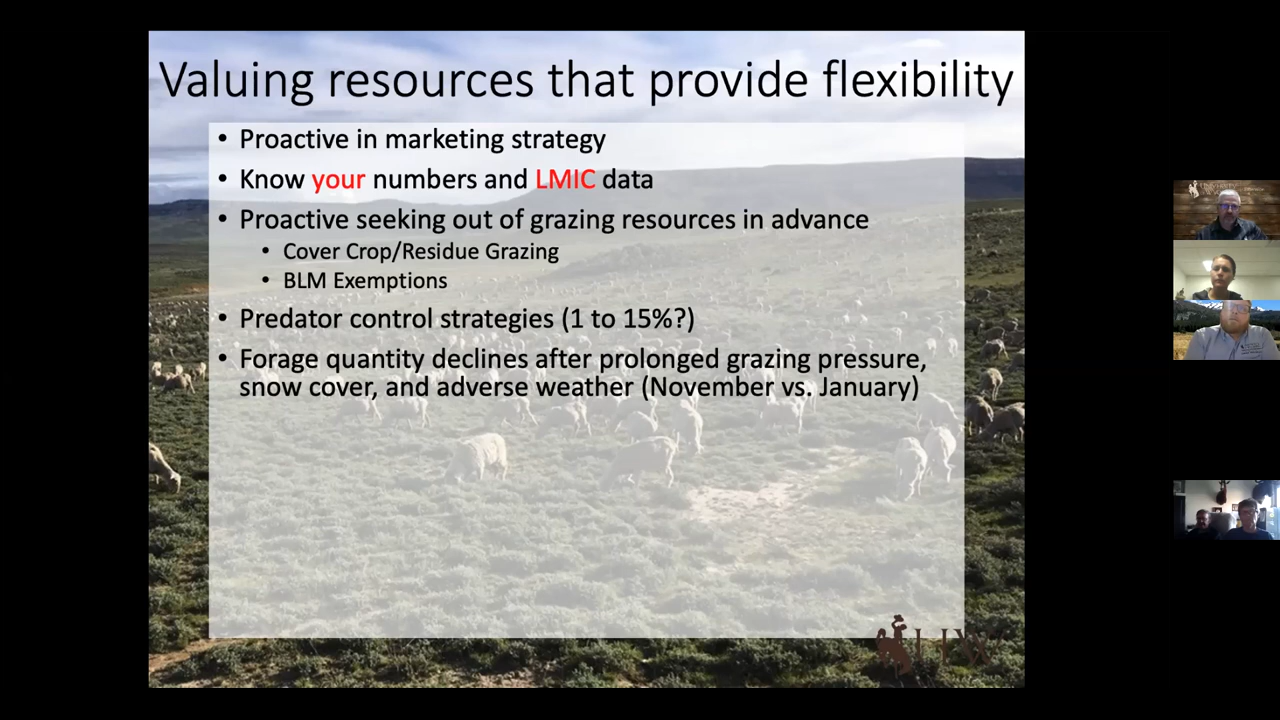 Valuing resources that provide flexibility
• Proactive in marketing strategy
• Know your numbers and LMIC data
• Proactive seeking out of grazing resources in advance
• Cover Crop/Residue Grazing
• BLM Exemptions
• Predator control strategies (1 to 15%?)
• Forage quantity declines after prolonged grazing pressure,
snow cover, and adverse weather (November vs. January)
UW